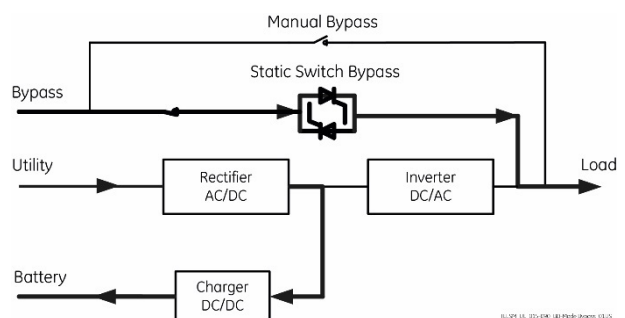 Manual Bypass
Static Switch Bypass
Bypass
Utility
Rectifier
AC/DC
Inverter
DC/AC
Load
Battery
Charger
DC/DC